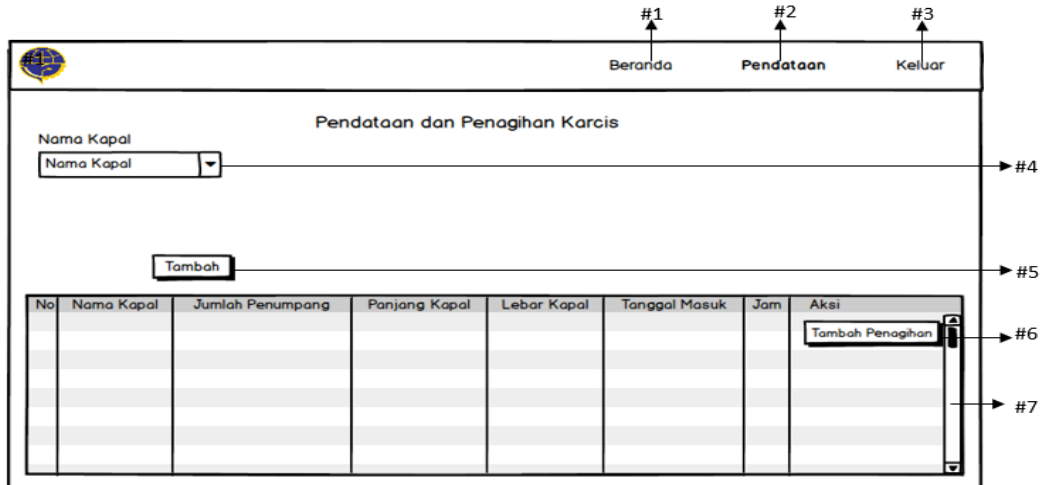 #1 #2 #3
#1
Beranda Pendataan Keluar
Pendataan dan Penagihan Karcis
Nama Kapal
Nama Kapal #4
Tambah #5
No Nama Kapal Jumlah Penumpang Panjang Kapal Lebar Kapal Tanggal Masuk Jam Aksi
Tambah Penagihan #6
#7